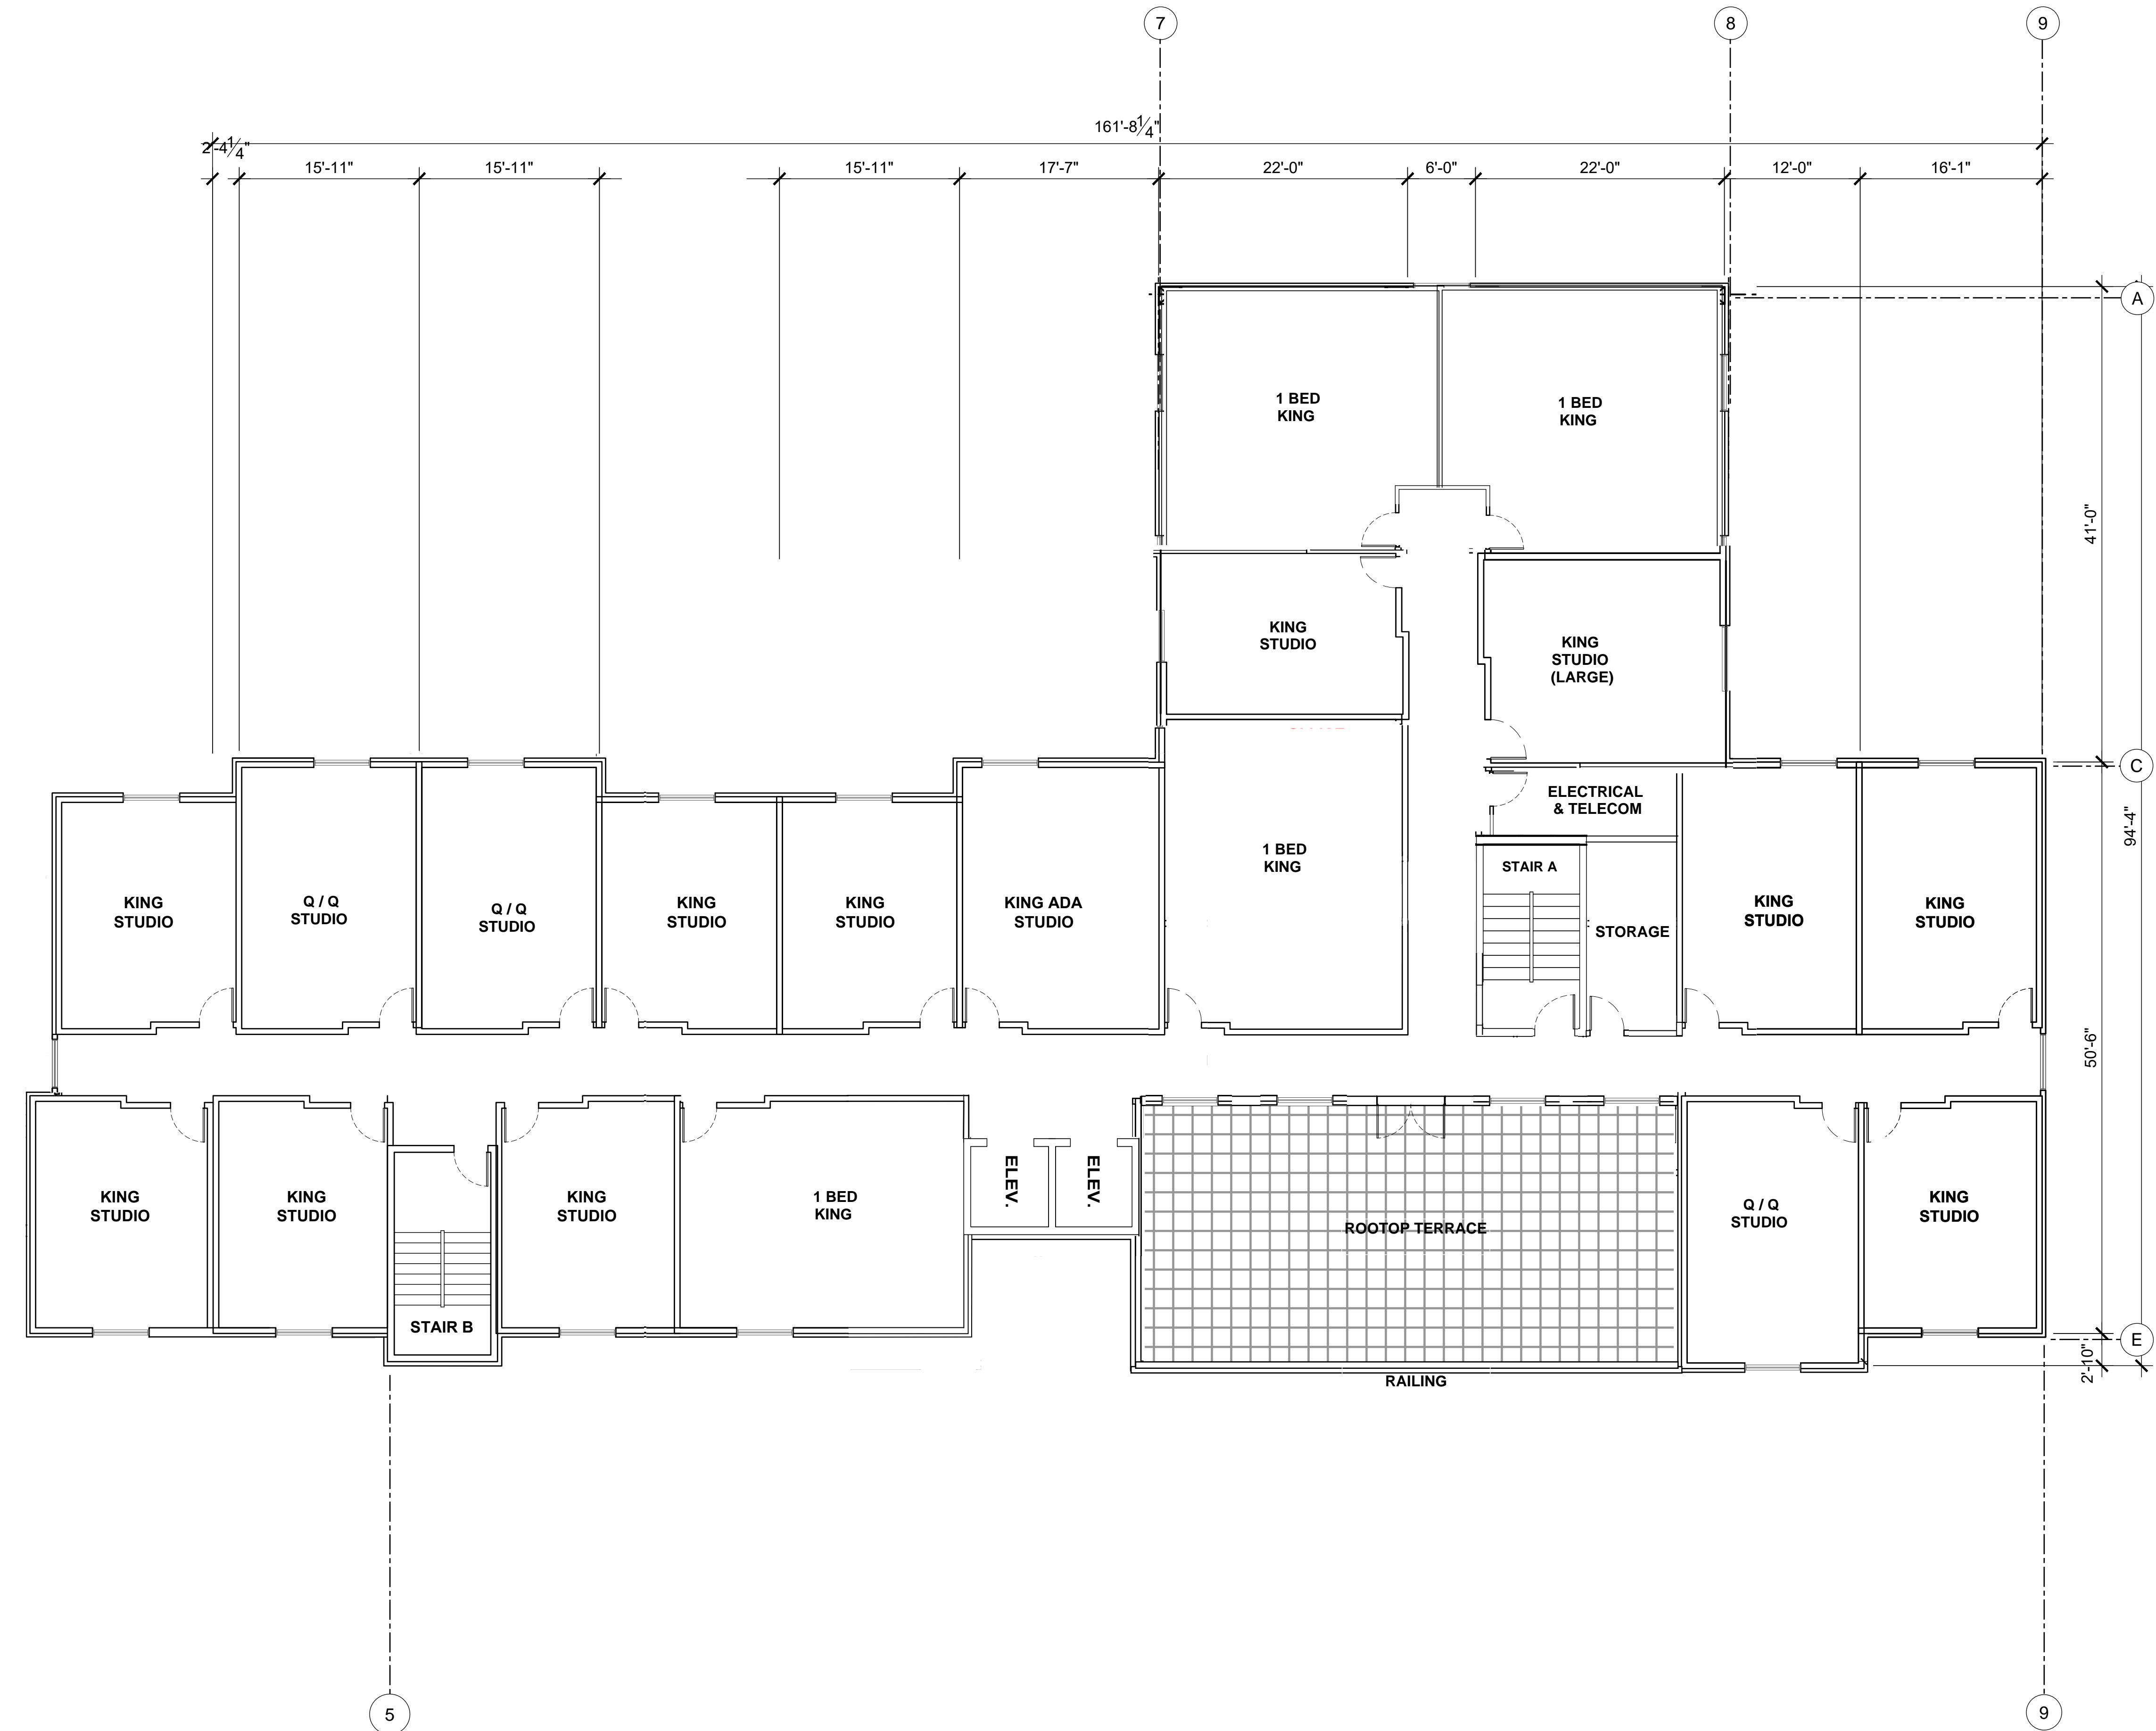 7
8
9
161'-8 1/4"
2'-4 1/4"
15'-11"
15'-11"
15'-11"
17'-7"
22'-0"
6'-0"
22'-0"
12'-0"
16'-1"
A
1 BED
KING
1 BED
KING
41'-0"
KING
STUDIO
KING
STUDIO
(LARGE)
C
ELECTRICAL
& TELECOM
94'-4"
1 BED
KING
STAIR A
KING
STUDIO
Q / Q
STUDIO
Q / Q
STUDIO
KING
STUDIO
KING
STUDIO
KING ADA
STUDIO
STORAGE
KING
STUDIO
KING
STUDIO
50'-6"
KING
STUDIO
KING
STUDIO
STAIR B
KING
STUDIO
1 BED
KING
ELEV.
ELEV.
ROOTOP TERRACE
Q / Q
STUDIO
KING
STUDIO
E
2'-10"
RAILING
5
9